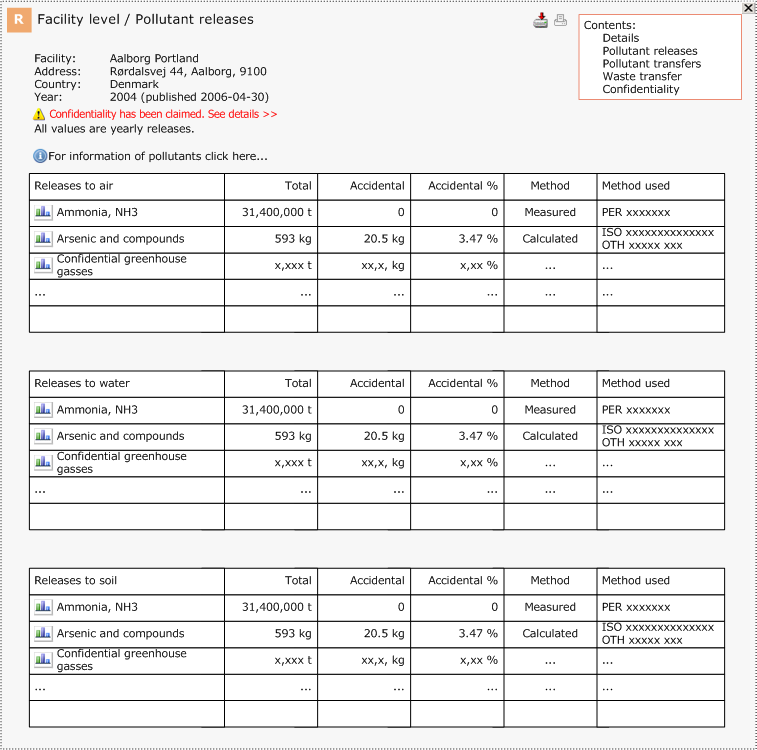 R Facility level / Pollutant releases
Contents:
Details
Pollutant releases
Pollutant transfers
Waste transfer
Confidentiality
Facility: Aalborg Portland
Address: Rørdalsvej 44, Aalborg, 9100
Country: Denmark
Year: 2004 (published 2006-04-30)
Confidentiality has been claimed. See details >>
All values are yearly releases.
For information of pollutants click here...
Releases to air Total Accidental Accidental % Method Method used
Ammonia, NH3 31,400,000 t 0 0 Measured PER xxxxxxx
Arsenic and compounds 593 kg 20.5 kg 3.47 % Calculated ISO xxxxxxxxxxxxxx
OTH xxxxx xxx
Confidential greenhouse
gasses x,xxx t xx,x, kg x,xx % ... ...
... ... ... ... ... ...
Releases to water Total Accidental Accidental % Method Method used
Ammonia, NH3 31,400,000 t 0 0 Measured PER xxxxxxx
Arsenic and compounds 593 kg 20.5 kg 3.47 % Calculated ISO xxxxxxxxxxxxxx
OTH xxxxx xxx
Confidential greenhouse
gasses x,xxx t xx,x, kg x,xx % ... ...
... ... ... ... ... ...
Releases to soil Total Accidental Accidental % Method Method used
Ammonia, NH3 31,400,000 t 0 0 Measured PER xxxxxxx
Arsenic and compounds 593 kg 20.5 kg 3.47 % Calculated ISO xxxxxxxxxxxxxx
OTH xxxxx xxx
Confidential greenhouse
gasses x,xxx t xx,x, kg x,xx % ... ...
... ... ... ... ... ...